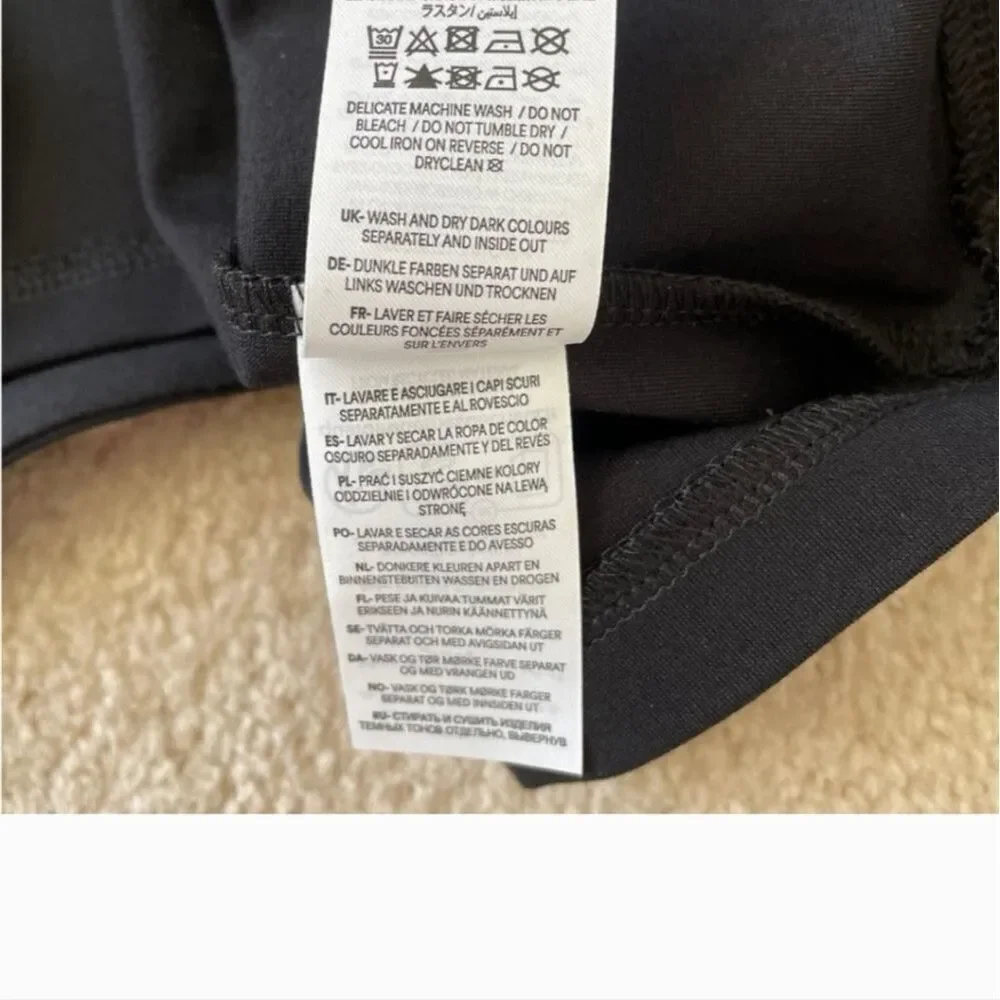 ラスタン/ إيلاستين
30
DELICATE MACHINE WASH / DO NOT
BLEACH / DO NOT TUMBLE DRY /
COOL IRON ON REVERSE / DO NOT
DRYCLEAN
UK- WASH AND DRY DARK COLOURS
SEPARATELY AND INSIDE OUT
DE- DUNKLE FARBEN SEPARAT UND AUF
LINKS WASCHEN UND TROCKNEN
FR- LAVER ET FAIRE SÉCHER LES
COULEURS FONCÉES SÉPARÉMENT ET
SUR L'ENVERS
IT- LAVARE E ASCIUGARE I CAPI SCURI
SEPARATAMENTE E AL ROVESCIO
ES- LAVAR Y SECAR LA ROPA DE COLOR
OSCURO SEPARADAMENTE Y DEL REVÉS
PL- PRAĆ I SUSZYĆ CIEMNE KOLORY
ODDZIELNIE I ODWRÓCONE NA LEWĄ
STRONĘ
PO- LAVAR E SECAR AS CORES ESCURAS
SEPARADAMENTE E DO AVESSO
NL- DONKERE KLEUREN APART EN
BINNENSTEBUITEN WASSEN EN DROGEN
FL- PESE JA KUIVAA TUMMAT VÄRIT
ERIKSEEN JA NURIN KÄÄNNETTYNÄ
SE- TVÄTTA OCH TORKA MÖRKA FÄRGER
SEPARAT OCH MED AVIGSIDAN UT
DA- VASK OG TØR MØRKE FARVE SEPARAT
OG MED VRANGEN UD
NO- VASK OG TØRK MØRKE FARGER
SEPARAT OG MED INNSIDEN UT
RU- СТИРАТЬ И СУШИТЬ ИЗДЕЛИЯ
ТЕМНЫХ ТОНОВ ОТДЕЛЬНО, ВЫВЕРНУВ